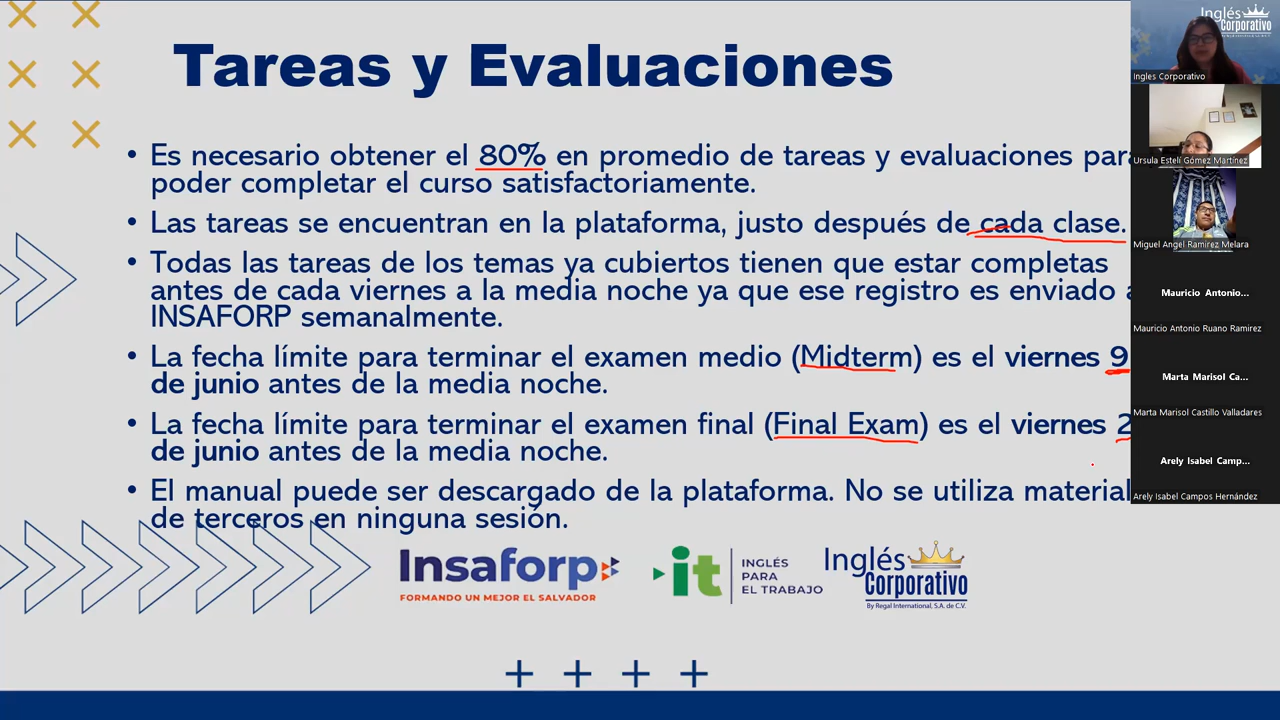 Tareas y Evaluaciones
• Es necesario obtener el 80% en promedio de tareas y evaluaciones para
poder completar el curso satisfactoriamente.
• Las tareas se encuentran en la plataforma, justo después de cada clase.
• Todas las tareas de los temas ya cubiertos tienen que estar completas
antes de cada viernes a la media noche ya que ese registro es enviado a
INSAFORP semanalmente.
• La fecha límite para terminar el examen medio (Midterm) es el viernes 9
de junio antes de la media noche.
• La fecha límite para terminar el examen final (Final Exam) es el viernes 2
de junio antes de la media noche.
• El manual puede ser descargado de la plataforma. No se utiliza material
de terceros en ninguna sesión.
Insaforp
FORMANDO UN MEJOR EL SALVADOR
it
INGLÉS
PARA
EL TRABAJO
Inglés
Corporativo
By Regal International, S.A. de C.V.
Inglés
Corporativo
Ingles Corporativo
Ursula Estelí Gómez Martínez
Miguel Angel Ramirez Melara
Mauricio Antonio...
Mauricio Antonio Ruano Ramirez
Marta Marisol Ca...
Marta Marisol Castillo Valladares
Arely Isabel Camp...
Arely Isabel Campos Hernández